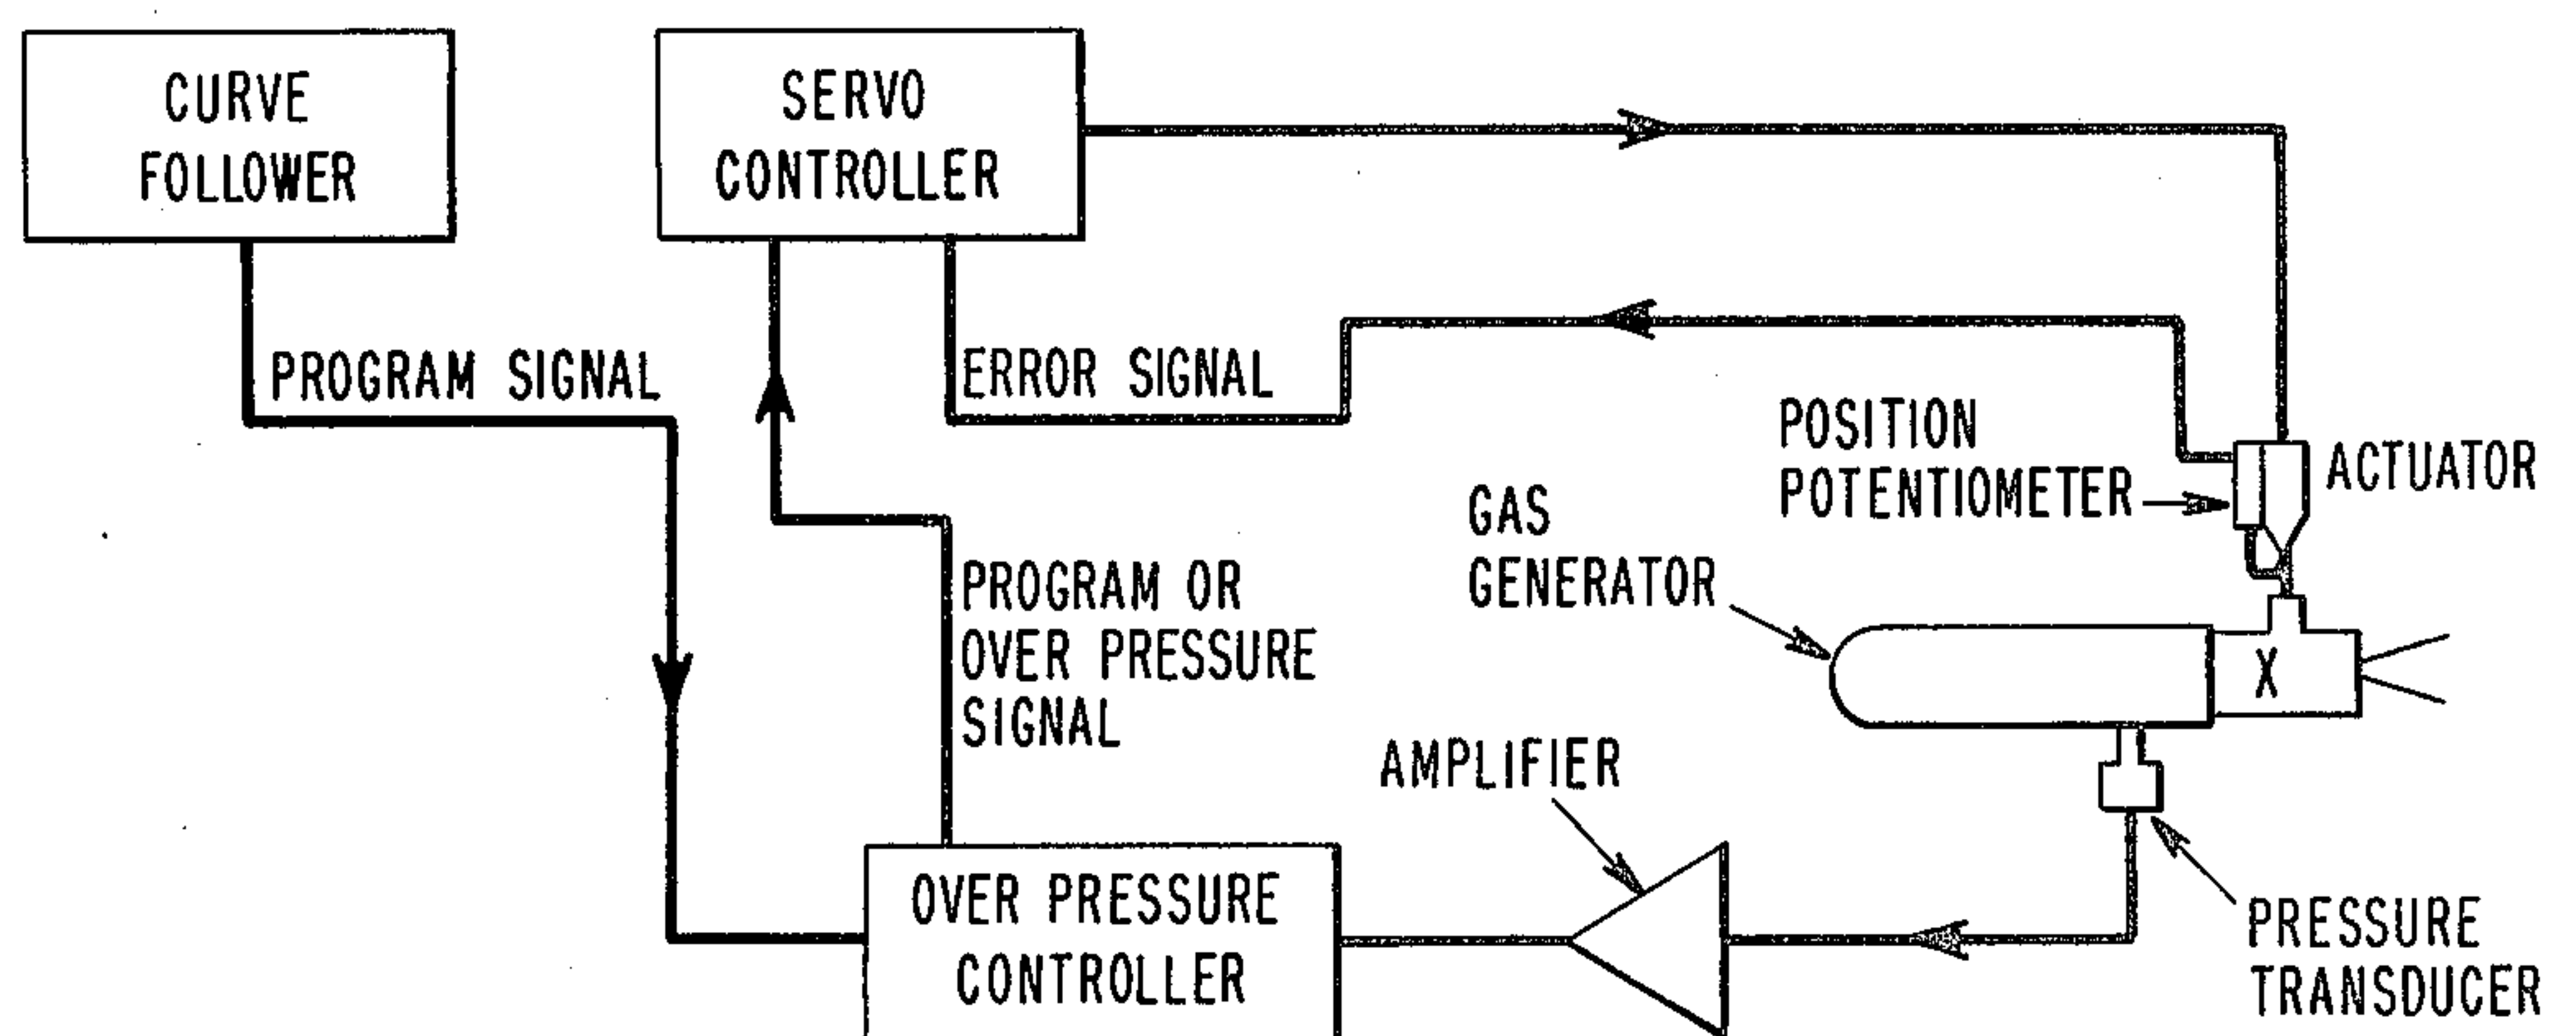 CURVE
FOLLOWER
SERVO
CONTROLLER
PROGRAM SIGNAL
ERROR SIGNAL
POSITION
POTENTIOMETER
ACTUATOR
GAS
GENERATOR
PROGRAM OR
OVER PRESSURE
SIGNAL
X
AMPLIFIER
OVER PRESSURE
CONTROLLER
PRESSURE
TRANSDUCER